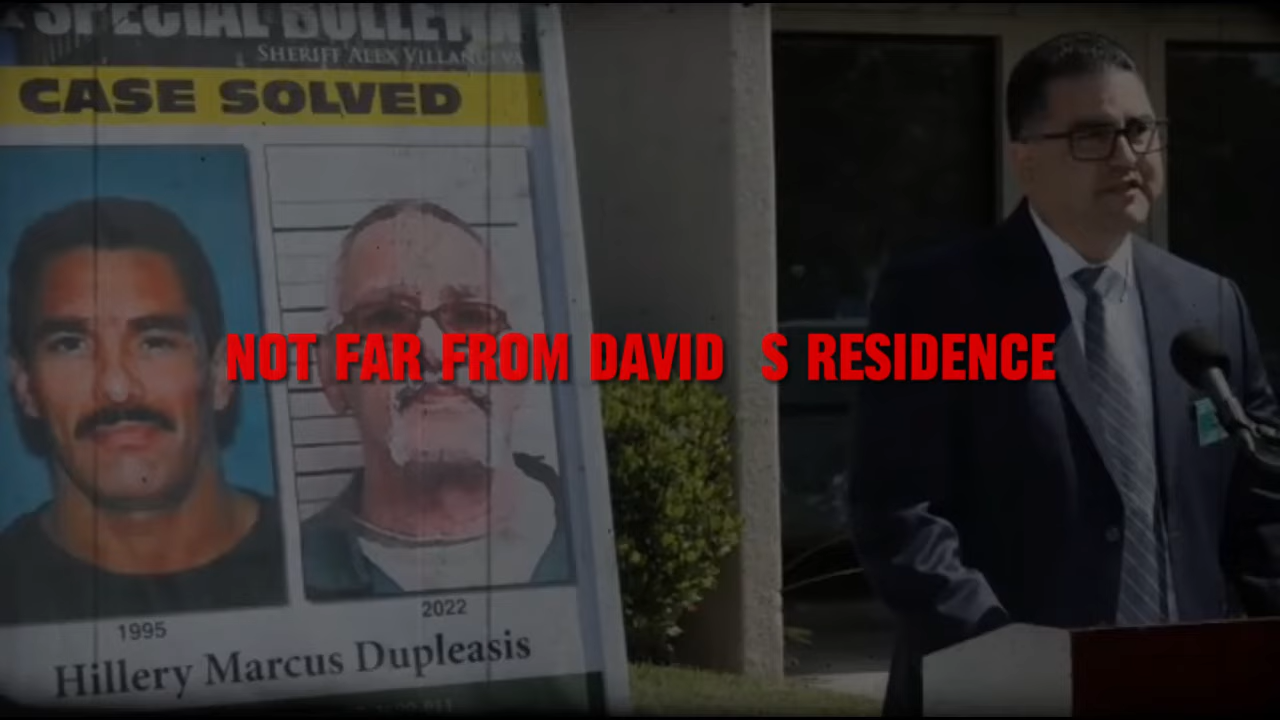 SPECIAL BULLETIN
SHERIFF ALEX VILLANUEVA
CASE SOLVED
NOT FAR FROM DAVID S RESIDENCE
1995
2022
Hillery Marcus Dupleasis